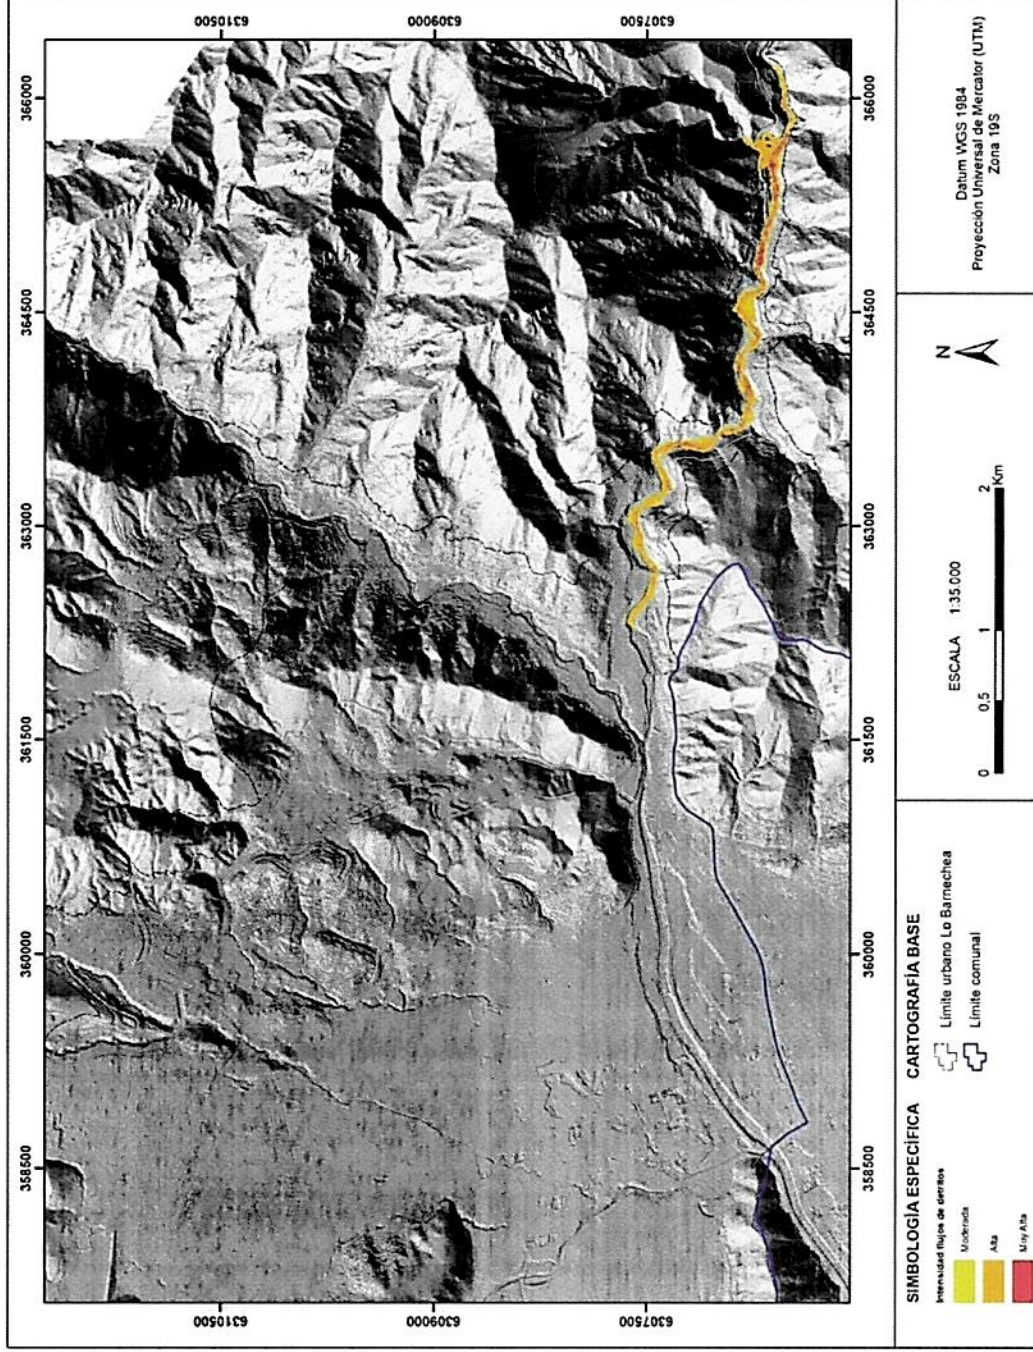 358500
360000
361500
363000
364500
366000
6310500
6309000
6307500
6310500
6309000
6307500
358500
360000
361500
363000
364500
366000
SIMBOLOGÍA ESPECÍFICA
Intensidad flujos de detritos
Moderada
Alta
Muy Alta
CARTOGRAFÍA BASE
Límite urbano Lo Barnechea
Límite comunal
ESCALA 1:35.000
0 0,5 1 2 Km
N
Datum WGS 1984
Proyección Universal de Mercator (UTM)
Zona 19S